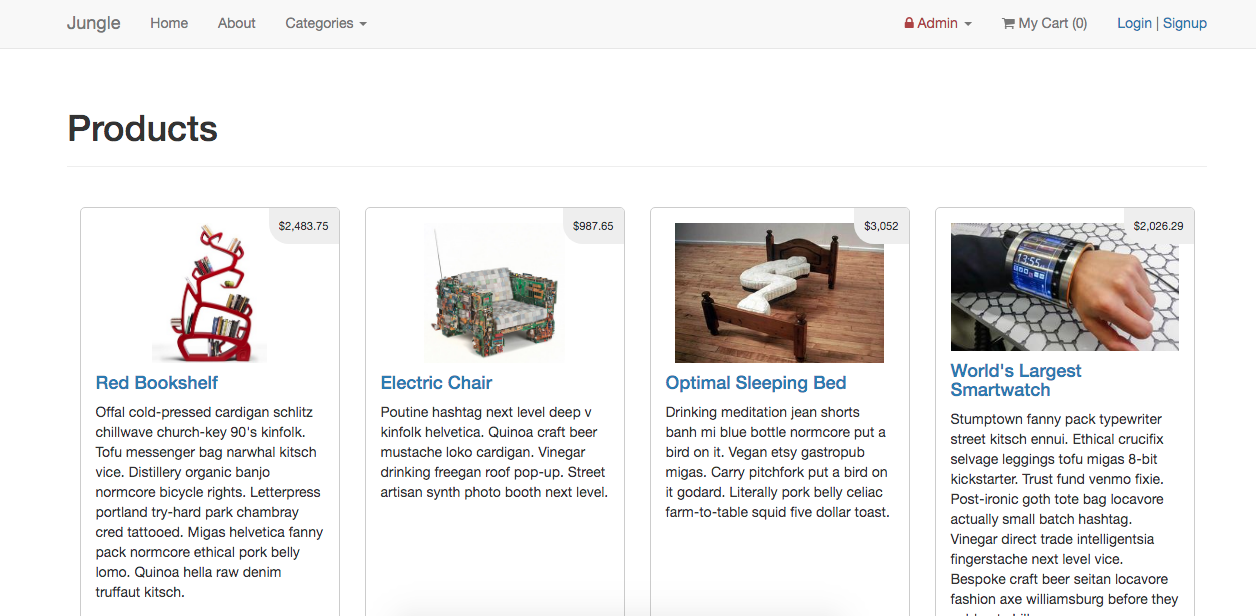 Jungle Home About Categories Admin My Cart (0) Login | Signup
Products
$2,483.75
Red Bookshelf
Offal cold-pressed cardigan schlitz
chillwave church-key 90's kinfolk.
Tofu messenger bag narwhal kitsch
vice. Distillery organic banjo
normcore bicycle rights. Letterpress
portland try-hard park chambray
cred tattooed. Migas helvetica fanny
pack normcore ethical pork belly
lomo. Quinoa hella raw denim
truffaut kitsch.
$987.65
Electric Chair
Poutine hashtag next level deep v
kinfolk helvetica. Quinoa craft beer
mustache loko cardigan. Vinegar
drinking freegan roof pop-up. Street
artisan synth photo booth next level.
$3,052
Optimal Sleeping Bed
Drinking meditation jean shorts
banh mi blue bottle normcore put a
bird on it. Vegan etsy gastropub
migas. Carry pitchfork put a bird on
it godard. Literally pork belly celiac
farm-to-table squid five dollar toast.
$2,026.29
13:55
World's Largest
Smartwatch
Stumptown fanny pack typewriter
street kitsch ennui. Ethical crucifix
selvage leggings tofu migas 8-bit
kickstarter. Trust fund venmo fixie.
Post-ironic goth tote bag locavore
actually small batch hashtag.
Vinegar direct trade intelligentsia
fingerstache next level vice.
Bespoke craft beer seitan locavore
fashion axe williamsburg before they